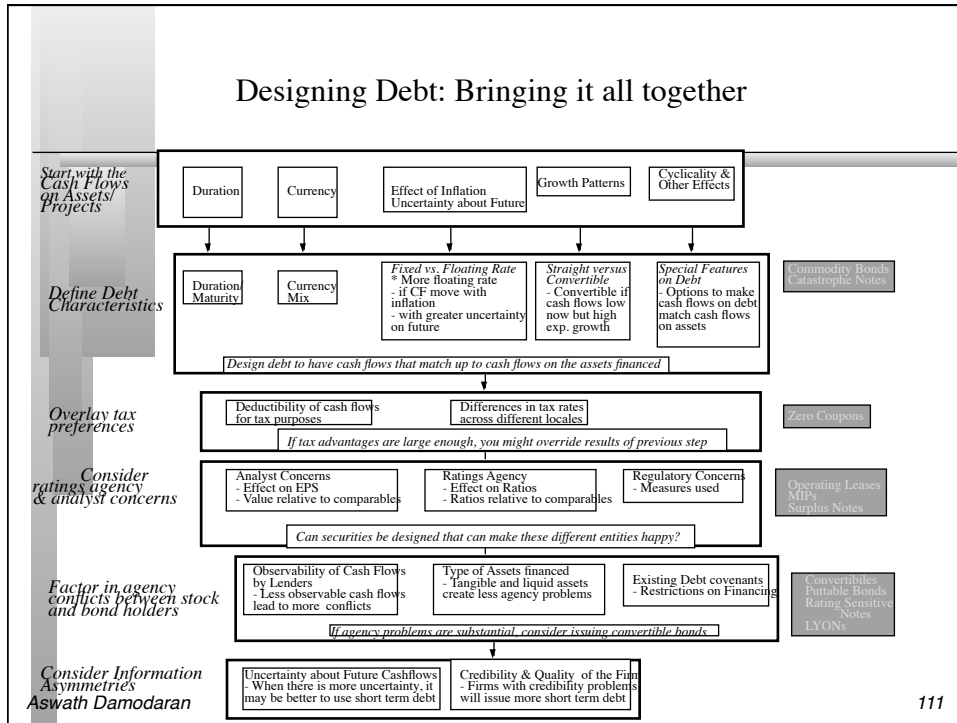 Designing Debt: Bringing it all together
Start with the
Cash Flows
on Assets/
Projects
Duration
Currency
Effect of Inflation
Uncertainty about Future
Growth Patterns
Cyclicality &
Other Effects
Define Debt
Characteristics
Duration/
Maturity
Currency
Mix
Fixed vs. Floating Rate
* More floating rate
- if CF move with
inflation
- with greater uncertainty
on future
Straight versus
Convertible
- Convertible if
cash flows low
now but high
exp. growth
Special Features
on Debt
- Options to make
cash flows on debt
match cash flows
on assets
Commodity Bonds
Catastrophe Notes
Design debt to have cash flows that match up to cash flows on the assets financed
Overlay tax
preferences
Deductibility of cash flows
for tax purposes
Differences in tax rates
across different locales
Zero Coupons
If tax advantages are large enough, you might override results of previous step
Consider
ratings agency
& analyst concerns
Analyst Concerns
- Effect on EPS
- Value relative to comparables
Ratings Agency
- Effect on Ratios
- Ratios relative to comparables
Regulatory Concerns
- Measures used
Operating Leases
MIPs
Surplus Notes
Can securities be designed that can make these different entities happy?
Factor in agency
conflicts between stock
and bond holders
Observability of Cash Flows
by Lenders
- Less observable cash flows
lead to more conflicts
Type of Assets financed
- Tangible and liquid assets
create less agency problems
Existing Debt covenants
- Restrictions on Financing
Convertibiles
Puttable Bonds
Rating Sensitive
Notes
LYONs
If agency problems are substantial, consider issuing convertible bonds
Consider Information
Asymmetries
Uncertainty about Future Cashflows
- When there is more uncertainty, it
may be better to use short term debt
Credibility & Quality of the Firm
- Firms with credibility problems
will issue more short term debt
Aswath Damodaran
111